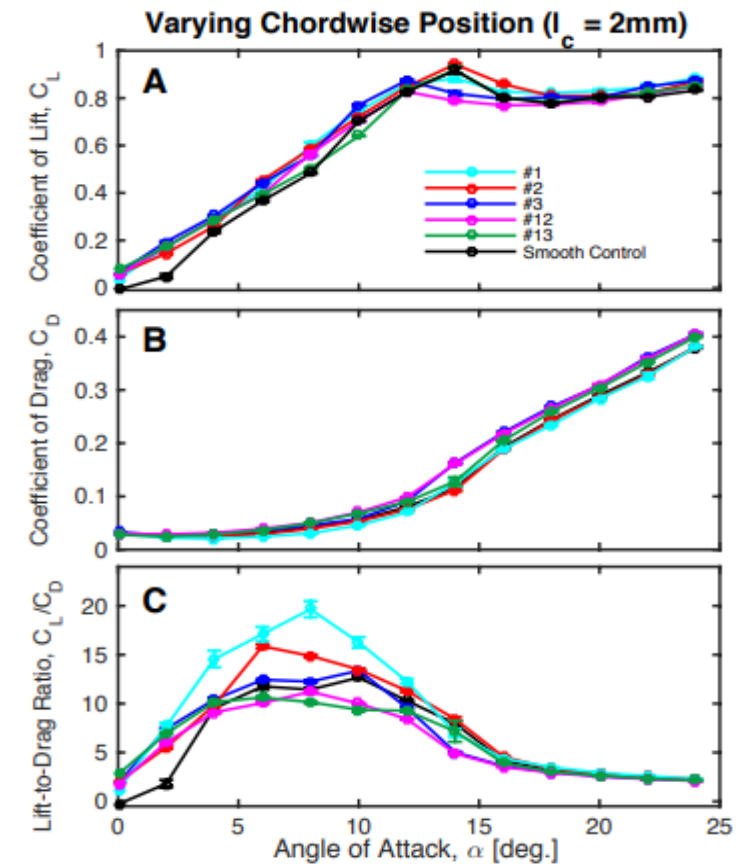 Varying Chordwise Position (l_c = 2mm)
A
Coefficient of Lift, C_L
1
0.8
0.6
0.4
0.2
0
#1
#2
#3
#12
#13
Smooth Control
B
Coefficient of Drag, C_D
0.4
0.3
0.2
0.1
0
C
Lift-to-Drag Ratio, C_L/C_D
20
15
10
5
0
0 5 10 15 20 25
Angle of Attack, α [deg.]